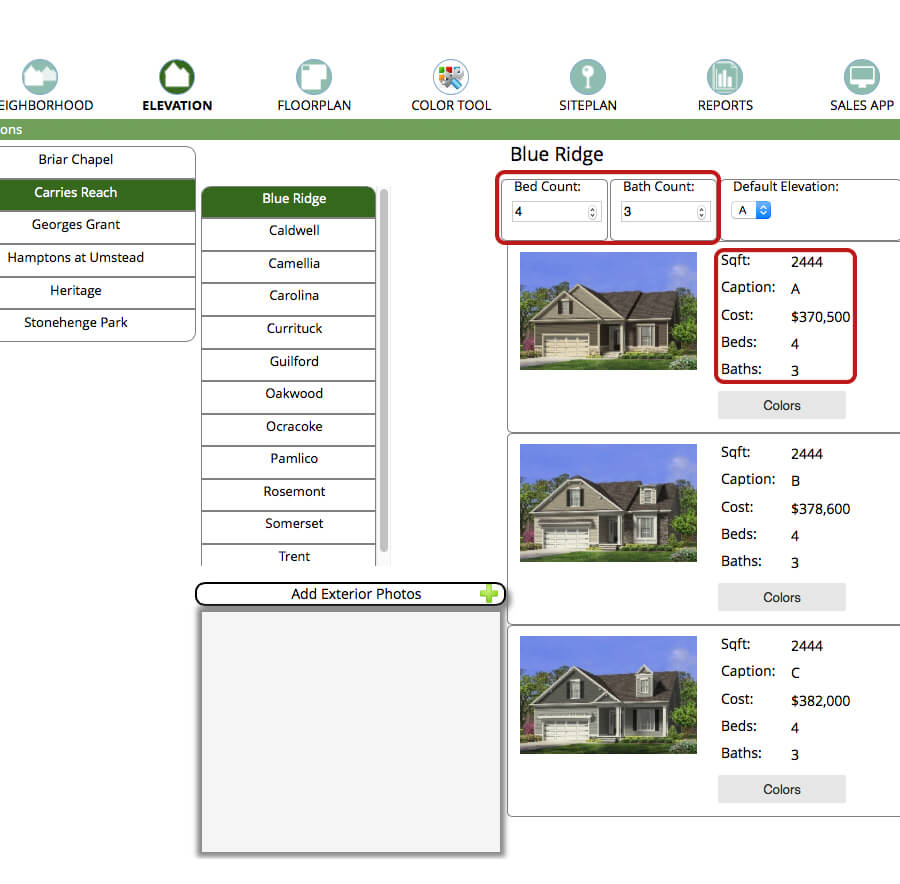 EIGHBORHOOD
ELEVATION
FLOORPLAN
COLOR TOOL
SITEPLAN
REPORTS
SALES APP
ons
Briar Chapel
Carries Reach
Georges Grant
Hamptons at Umstead
Heritage
Stonehenge Park
Blue Ridge
Caldwell
Camellia
Carolina
Currituck
Guilford
Oakwood
Ocracoke
Pamlico
Rosemont
Somerset
Trent
Add Exterior Photos
Blue Ridge
Bed Count:
4
Bath Count:
3
Default Elevation:
A
Sqft: 2444
Caption: A
Cost: $370,500
Beds: 4
Baths: 3
Colors
Sqft: 2444
Caption: B
Cost: $378,600
Beds: 4
Baths: 3
Colors
Sqft: 2444
Caption: C
Cost: $382,000
Beds: 4
Baths: 3
Colors